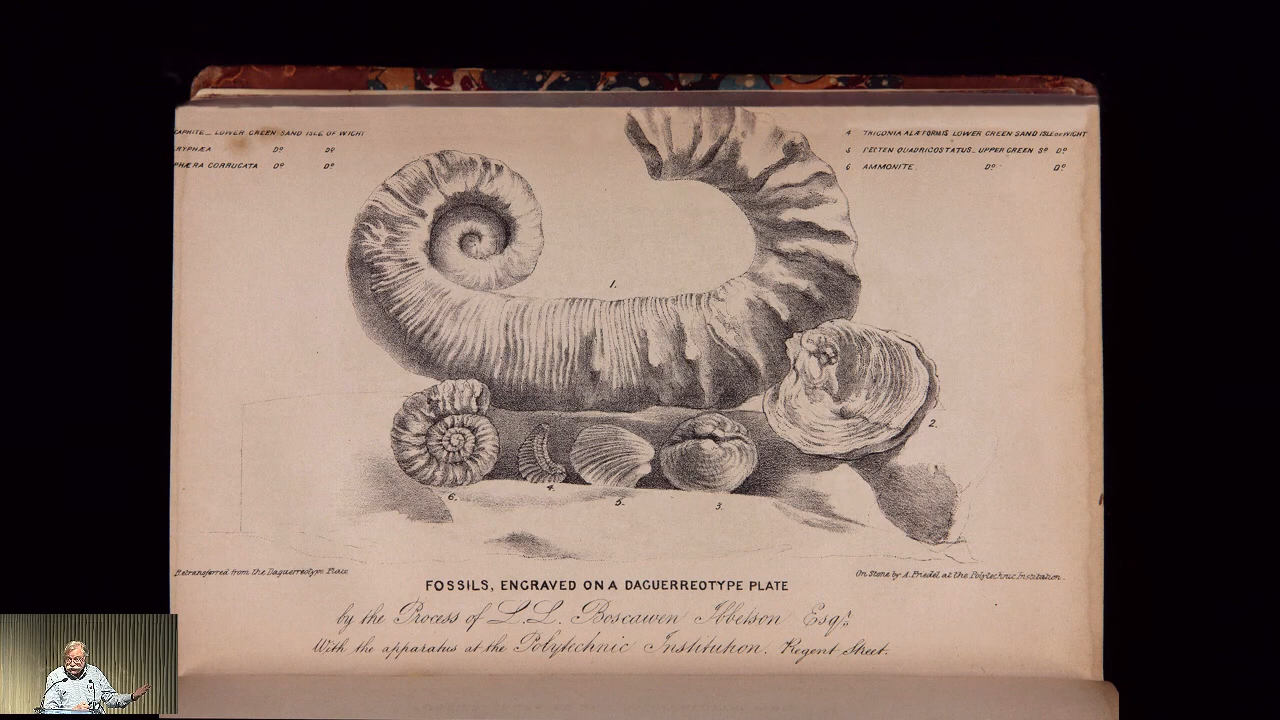 APHITE_ LOWER GREEN SAND ISLE OF WIGHT
RYPHÆA Dº Dº
PHÆRA CORRUGATA Dº Dº
4 TRIGONIA ALÆFORMIS LOWER GREEN SAND ISLE OF WIGHT
5 PECTEN QUADRICOSTATUS_ UPPER GREEN Sº Dº
6 AMMONITE. Dº Dº
1.
2.
6.
4.
5.
3.
Retransferred from the Daguerreotype Plate
On Stone by A. Friedel at the Polytechnic Institution.
FOSSILS, ENGRAVED ON A DAGUERREOTYPE PLATE
by the Process of L.L. Boscawen Ibbetson Esqr.
With the apparatus at the Polytechnic Institution. Regent Street.